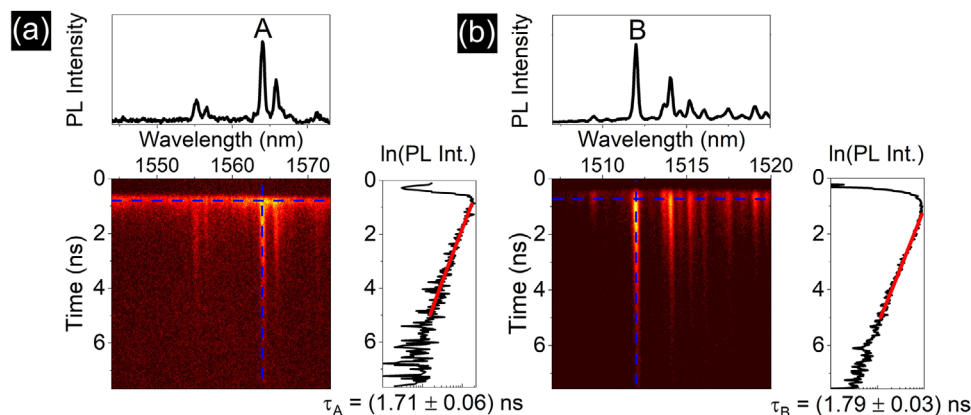 (a)
A
PL Intensity
Wavelength (nm)
1550 1560 1570
ln(PL Int.)
0
2
4
6
Time (ns)
0
2
4
6
τA = (1.71 ± 0.06) ns
(b)
B
PL Intensity
Wavelength (nm)
1510 1515 1520
ln(PL Int.)
0
2
4
6
Time (ns)
0
2
4
6
τB = (1.79 ± 0.03) ns